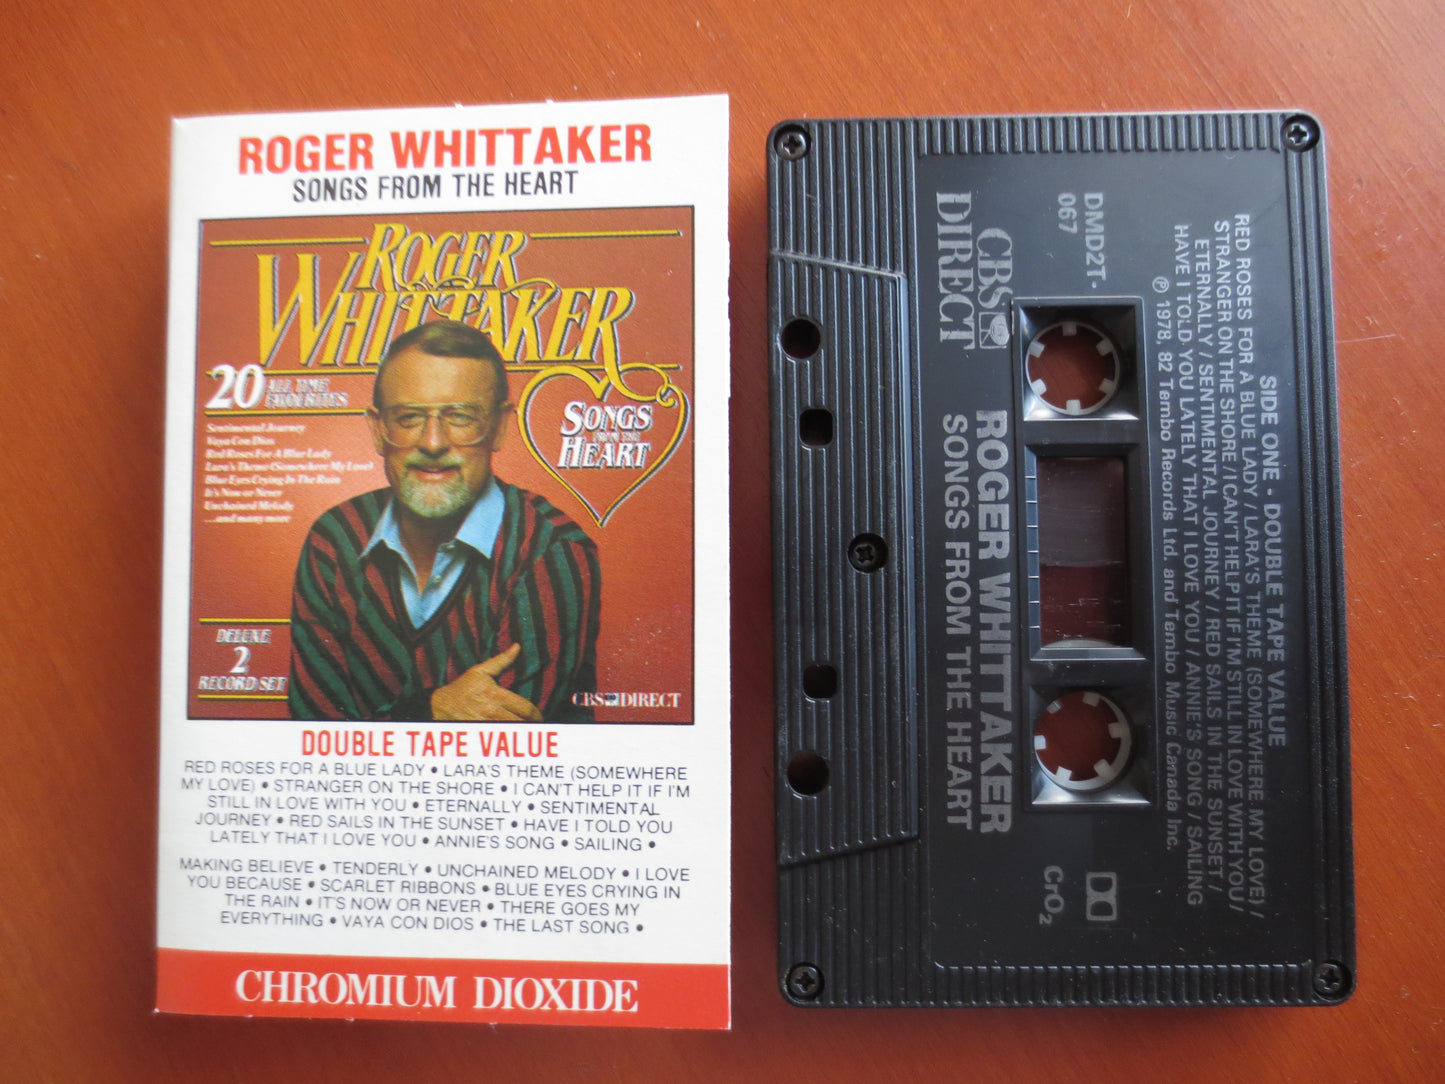 ROGER WHITTAKER
SONGS FROM THE HEART
ROGER
WHITTAKER
20 ALL TIME
FAVOURITES
Sentimental Journey
Vaya Con Dios
Red Roses For A Blue Lady
Lara's Theme (Somewhere My Love)
Blue Eyes Crying In The Rain
It's Now or Never
Unchained Melody
...and many more
SONGS
FROM THE
HEART
DELUXE
2
RECORD SET
CBS DIRECT
DOUBLE TAPE VALUE
RED ROSES FOR A BLUE LADY • LARA'S THEME (SOMEWHERE
MY LOVE) • STRANGER ON THE SHORE • I CAN'T HELP IT IF I'M
STILL IN LOVE WITH YOU • ETERNALLY • SENTIMENTAL
JOURNEY • RED SAILS IN THE SUNSET • HAVE I TOLD YOU
LATELY THAT I LOVE YOU • ANNIE'S SONG • SAILING •
MAKING BELIEVE • TENDERLY • UNCHAINED MELODY • I LOVE
YOU BECAUSE • SCARLET RIBBONS • BLUE EYES CRYING IN
THE RAIN • IT'S NOW OR NEVER • THERE GOES MY
EVERYTHING • VAYA CON DIOS • THE LAST SONG •
CHROMIUM DIOXIDE
SIDE ONE - DOUBLE TAPE VALUE
RED ROSES FOR A BLUE LADY / LARA'S THEME (SOMEWHERE MY LOVE) /
STRANGER ON THE SHORE / I CAN'T HELP IT IF I'M STILL IN LOVE WITH YOU /
ETERNALLY / SENTIMENTAL JOURNEY / RED SAILS IN THE SUNSET /
HAVE I TOLD YOU LATELY THAT I LOVE YOU / ANNIE'S SONG / SAILING
℗ 1978, 82 Tembo Records Ltd. and Tembo Music Canada Inc.
DMD2T-
067
CrO₂
CBS
DIRECT
ROGER WHITTAKER
SONGS FROM THE HEART